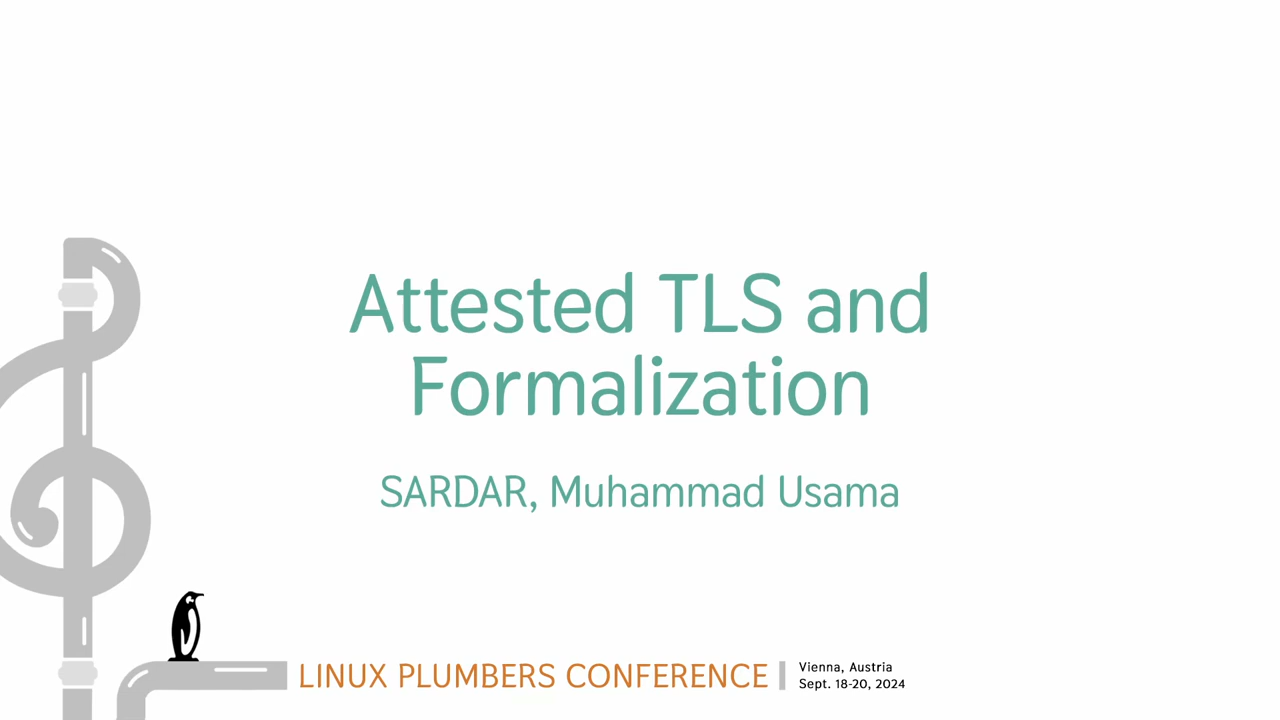 Attested TLS and
Formalization
SARDAR, Muhammad Usama
LINUX PLUMBERS CONFERENCE
Vienna, Austria
Sept. 18-20, 2024